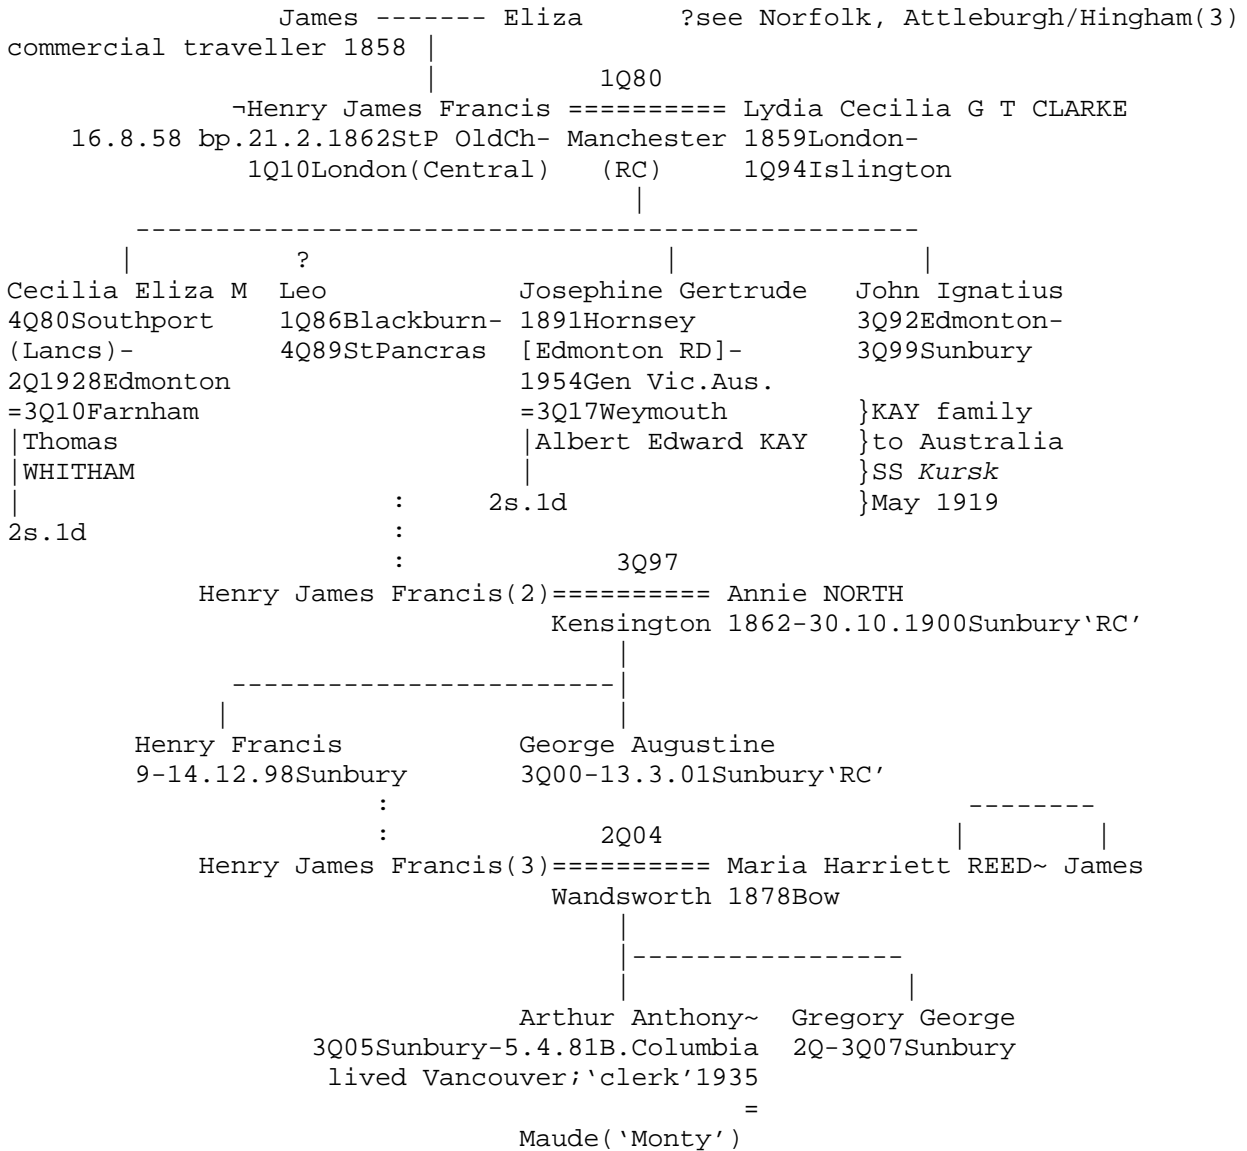 James ------- Eliza ?see Norfolk, Attleburgh/Hingham(3)
commercial traveller 1858 |
| 1Q80
¬Henry James Francis ========== Lydia Cecilia G T CLARKE
16.8.58 bp.21.2.1862StP OldCh- Manchester 1859London-
1Q10London(Central) (RC) 1Q94Islington
|
-------------------------------------------------
| ? | |
Cecilia Eliza M Leo Josephine Gertrude John Ignatius
4Q80Southport 1Q86Blackburn- 1891Hornsey 3Q92Edmonton-
(Lancs)- 4Q89StPancras [Edmonton RD]- 3Q99Sunbury
2Q1928Edmonton 1954Gen Vic.Aus.
=3Q10Farnham =3Q17Weymouth }KAY family
|Thomas |Albert Edward KAY }to Australia
|WHITHAM | }SS Kursk
| : 2s.1d }May 1919
2s.1d :
: 3Q97
Henry James Francis(2)========== Annie NORTH
Kensington 1862-30.10.1900Sunbury‘RC’
|
------------------------|
| |
Henry Francis George Augustine
9-14.12.98Sunbury 3Q00-13.3.01Sunbury‘RC’
: --------
: 2Q04 | |
Henry James Francis(3)========== Maria Harriett REED~ James
Wandsworth 1878Bow
|
|-----------------
| |
Arthur Anthony~ Gregory George
3Q05Sunbury-5.4.81B.Columbia 2Q-3Q07Sunbury
lived Vancouver;‘clerk’1935
=
Maude(‘Monty’)